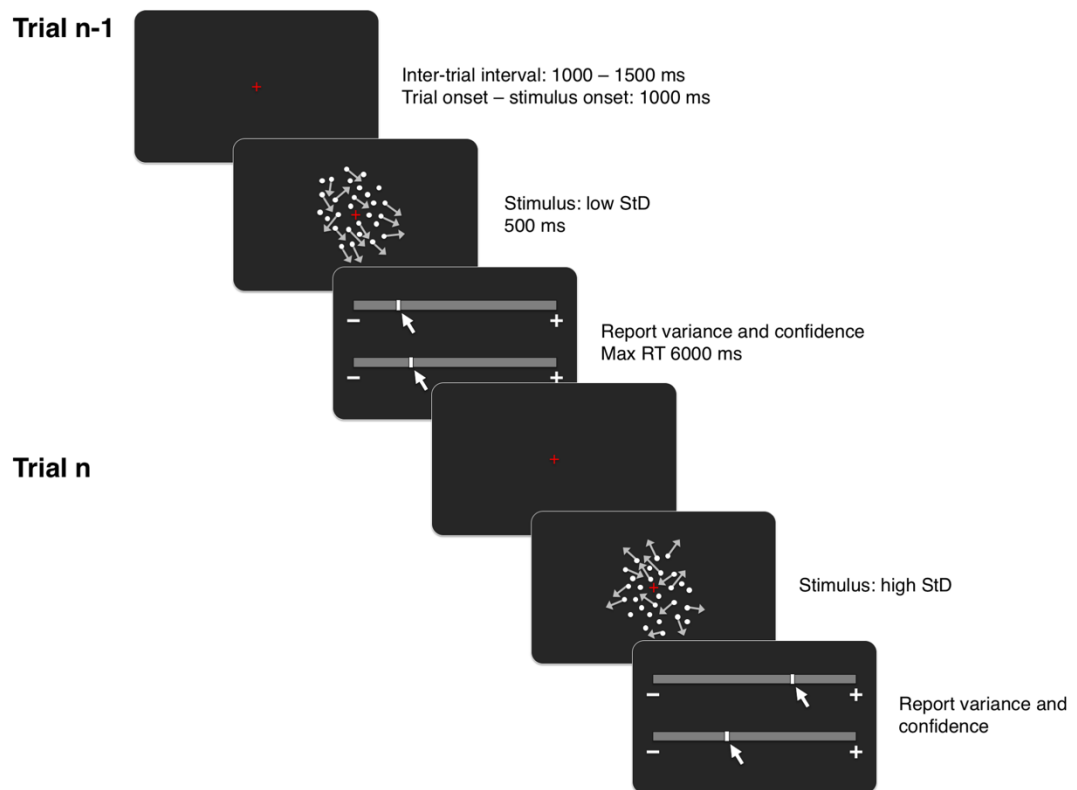 Trial n-1
Inter-trial interval: 1000 – 1500 ms
Trial onset – stimulus onset: 1000 ms
Stimulus: low StD
500 ms
– +
– +
Report variance and confidence
Max RT 6000 ms
Trial n
Stimulus: high StD
– +
– +
Report variance and
confidence